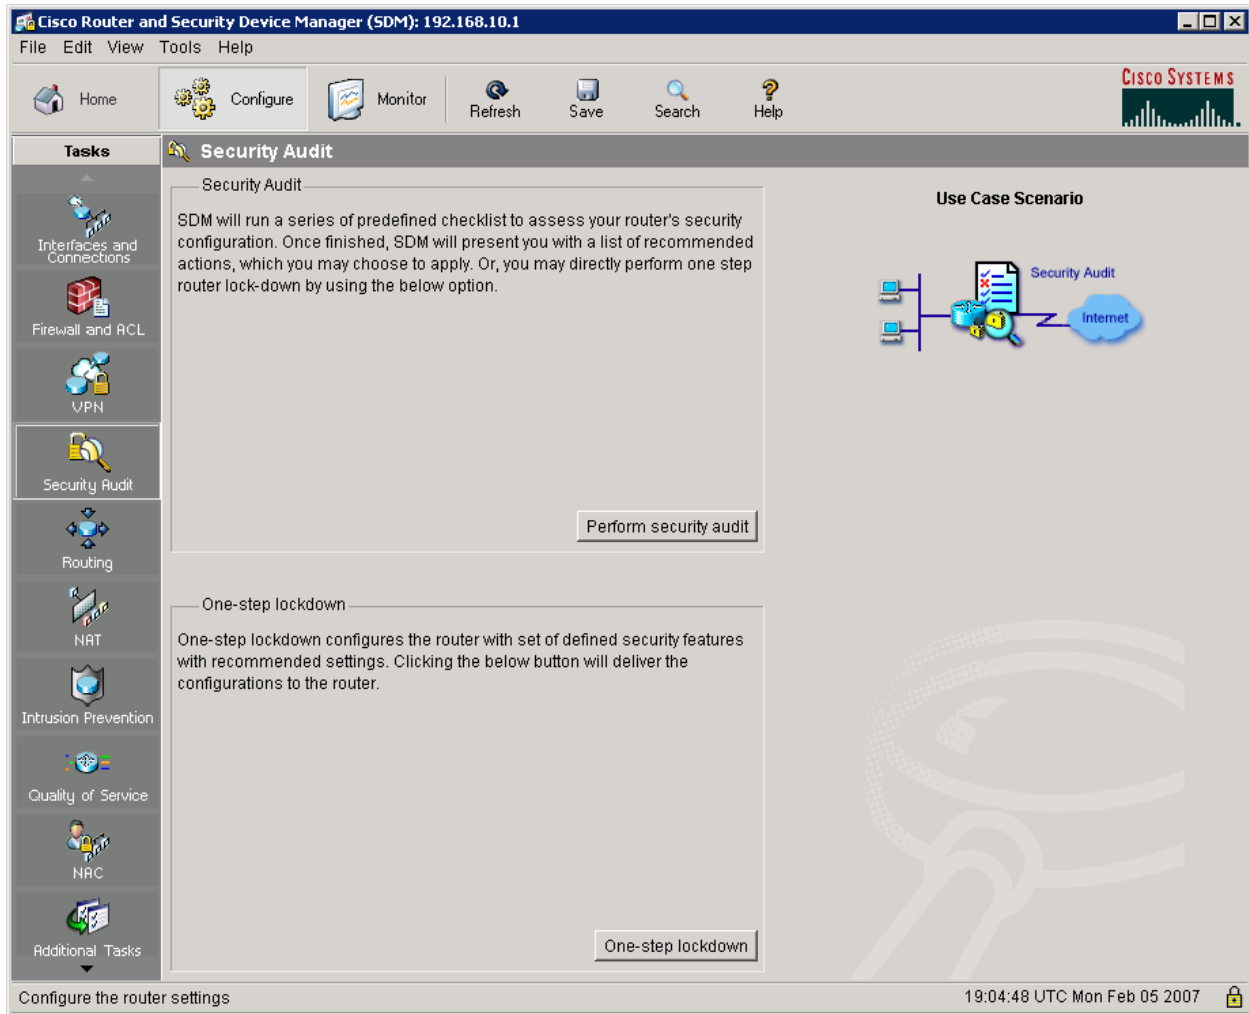 Cisco Router and Security Device Manager (SDM): 192.168.10.1
File Edit View Tools Help
Home Configure Monitor Refresh Save Search Help
CISCO SYSTEMS
Tasks
Security Audit
Interfaces and
Connections
Firewall and ACL
VPN
Security Audit
Routing
NAT
Intrusion Prevention
Quality of Service
NAC
Additional Tasks
Security Audit
SDM will run a series of predefined checklist to assess your router's security
configuration. Once finished, SDM will present you with a list of recommended
actions, which you may choose to apply. Or, you may directly perform one step
router lock-down by using the below option.
Perform security audit
One-step lockdown
One-step lockdown configures the router with set of defined security features
with recommended settings. Clicking the below button will deliver the
configurations to the router.
One-step lockdown
Use Case Scenario
Security Audit
Internet
Configure the router settings
19:04:48 UTC Mon Feb 05 2007